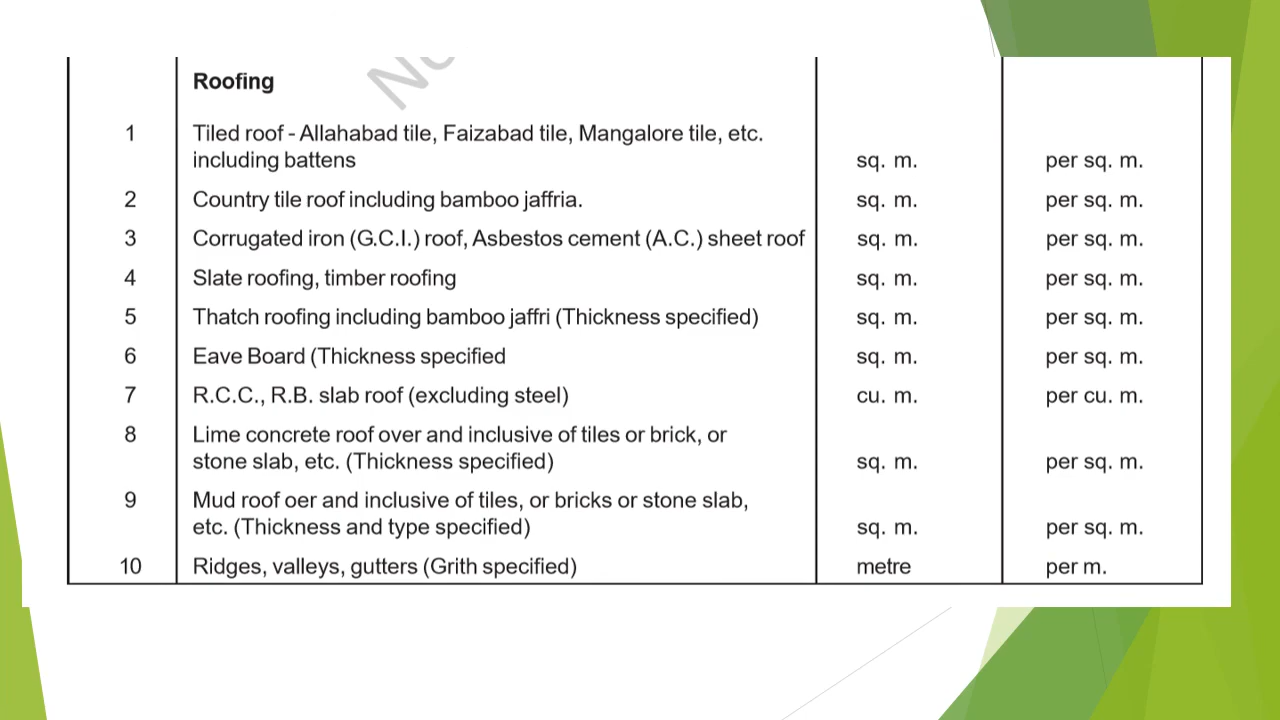 Roofing
1 Tiled roof - Allahabad tile, Faizabad tile, Mangalore tile, etc.
including battens sq. m. per sq. m.
2 Country tile roof including bamboo jaffria. sq. m. per sq. m.
3 Corrugated iron (G.C.I.) roof, Asbestos cement (A.C.) sheet roof sq. m. per sq. m.
4 Slate roofing, timber roofing sq. m. per sq. m.
5 Thatch roofing including bamboo jaffri (Thickness specified) sq. m. per sq. m.
6 Eave Board (Thickness specified sq. m. per sq. m.
7 R.C.C., R.B. slab roof (excluding steel) cu. m. per cu. m.
8 Lime concrete roof over and inclusive of tiles or brick, or
stone slab, etc. (Thickness specified) sq. m. per sq. m.
9 Mud roof oer and inclusive of tiles, or bricks or stone slab,
etc. (Thickness and type specified) sq. m. per sq. m.
10 Ridges, valleys, gutters (Grith specified) metre per m.